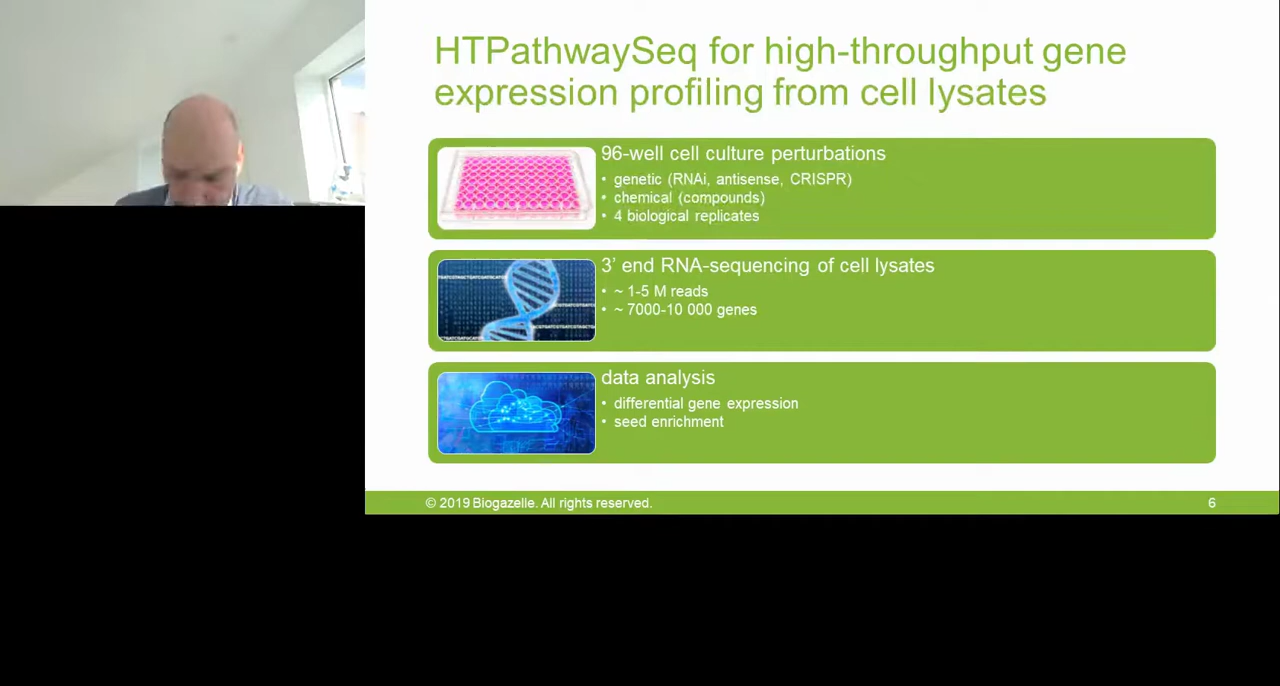 HTPathwaySeq for high-throughput gene
expression profiling from cell lysates
96-well cell culture perturbations
• genetic (RNAi, antisense, CRISPR)
• chemical (compounds)
• 4 biological replicates
3’ end RNA-sequencing of cell lysates
• ~ 1-5 M reads
• ~ 7000-10 000 genes
data analysis
• differential gene expression
• seed enrichment
© 2019 Biogazelle. All rights reserved.
6